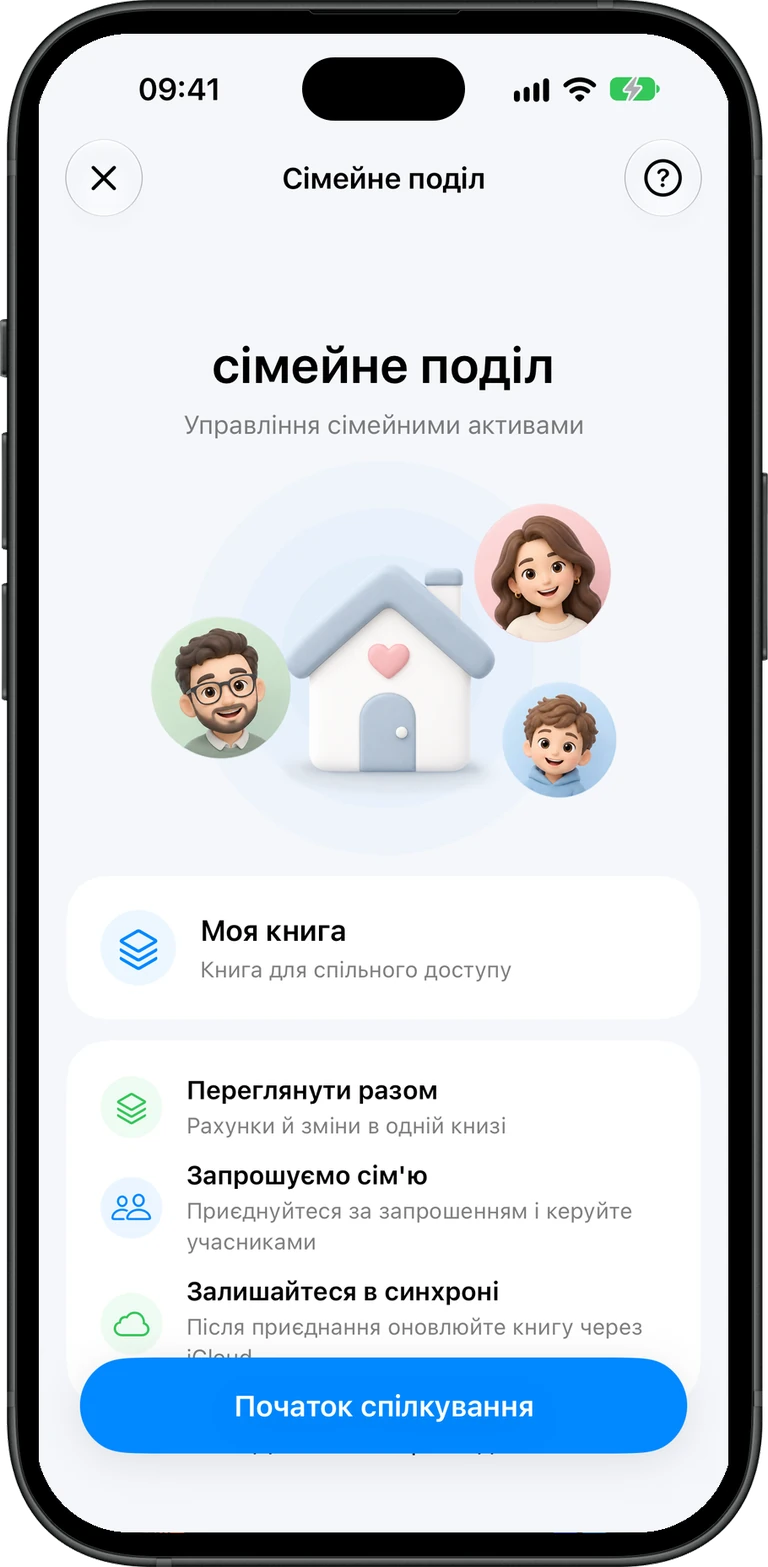 09:41
Сімейне поділ
сімейне поділ
Управління сімейними активами
Моя книга
Книга для спільного доступу
Переглянути разом
Рахунки й зміни в одній книзі
Запрошуємо сім'ю
Приєднуйтеся за запрошенням і керуйте
учасниками
Залишайтеся в синхроні
Після приєднання оновлюйте книгу через
iCloud
Початок спілкування